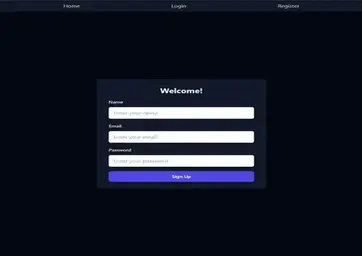 Home Login Register
Welcome!
Name
Enter your name
Email
Enter your email
Password
Enter your password
Sign Up